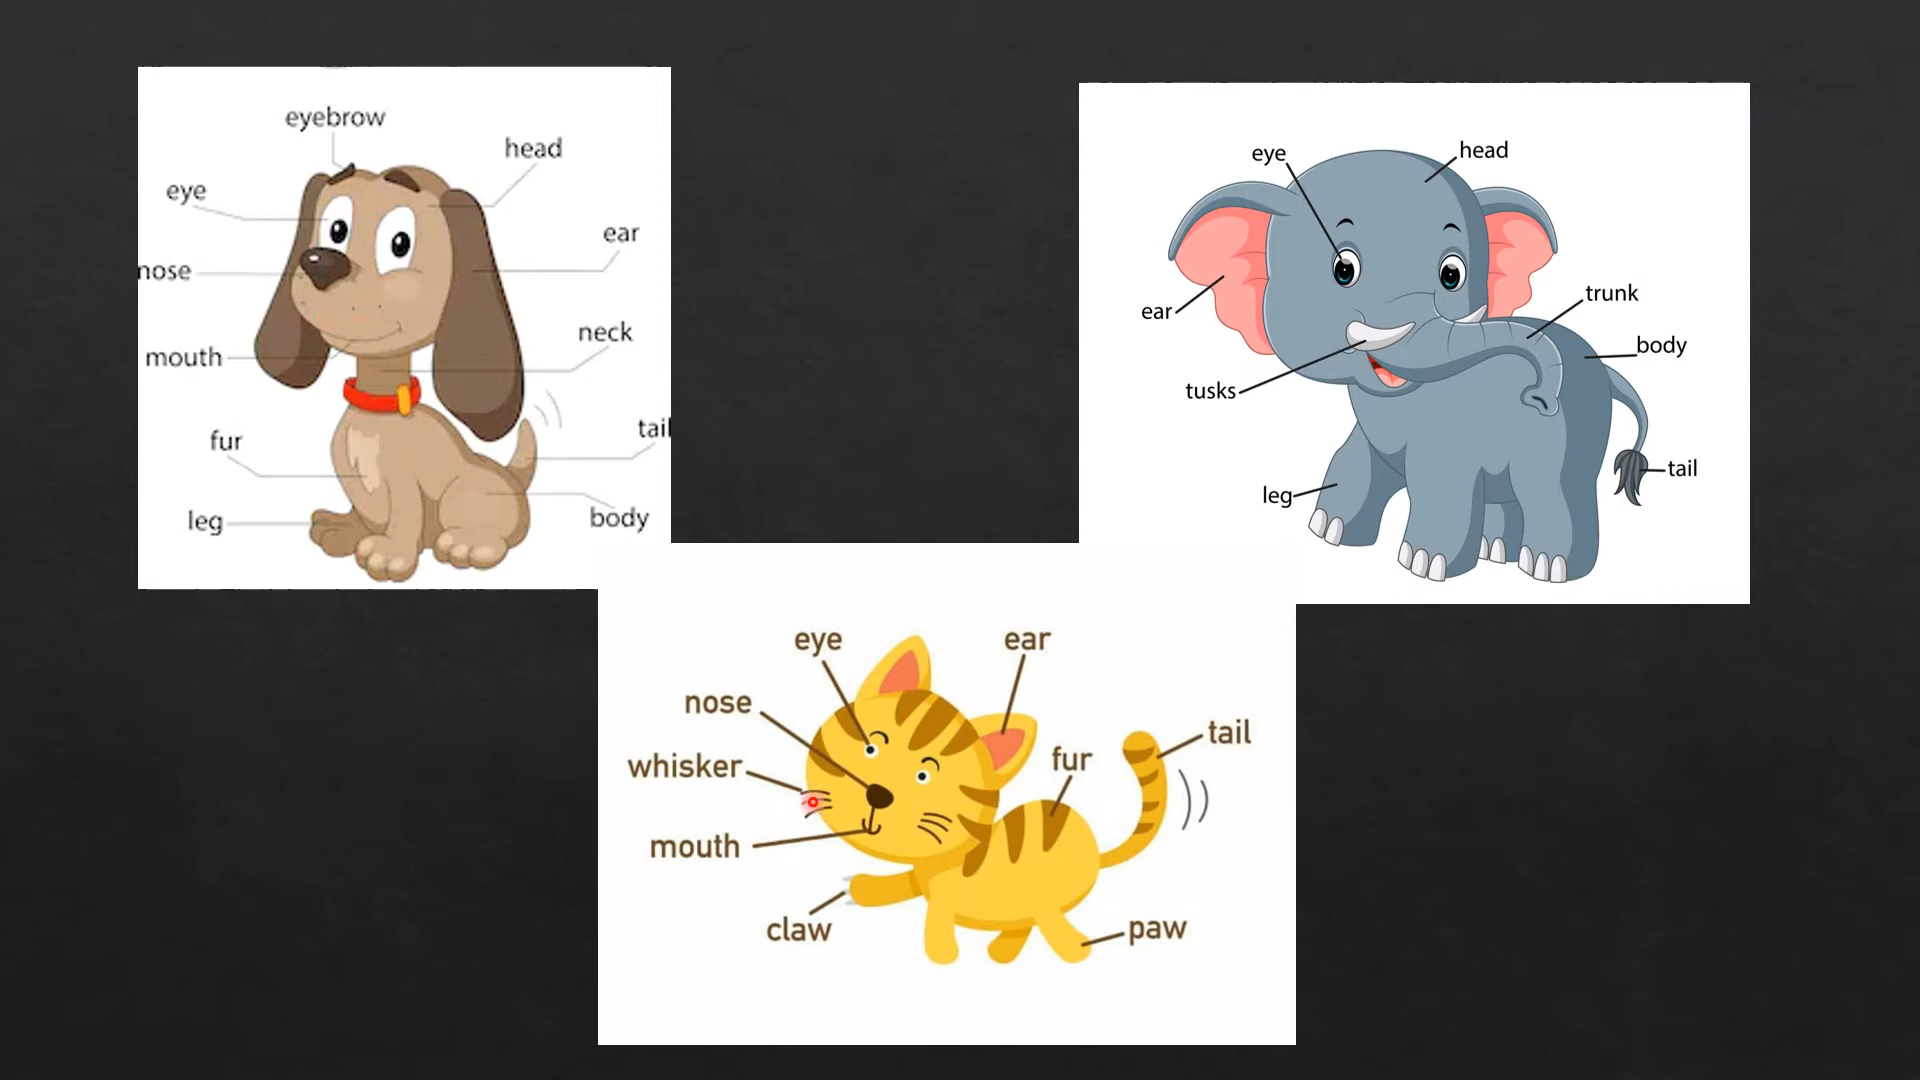 eyebrow
head
eye
ear
nose
neck
mouth
tail
fur
leg
body
eye
head
ear
trunk
body
tusks
tail
leg
eye
ear
nose
tail
whisker
fur
mouth
claw
paw